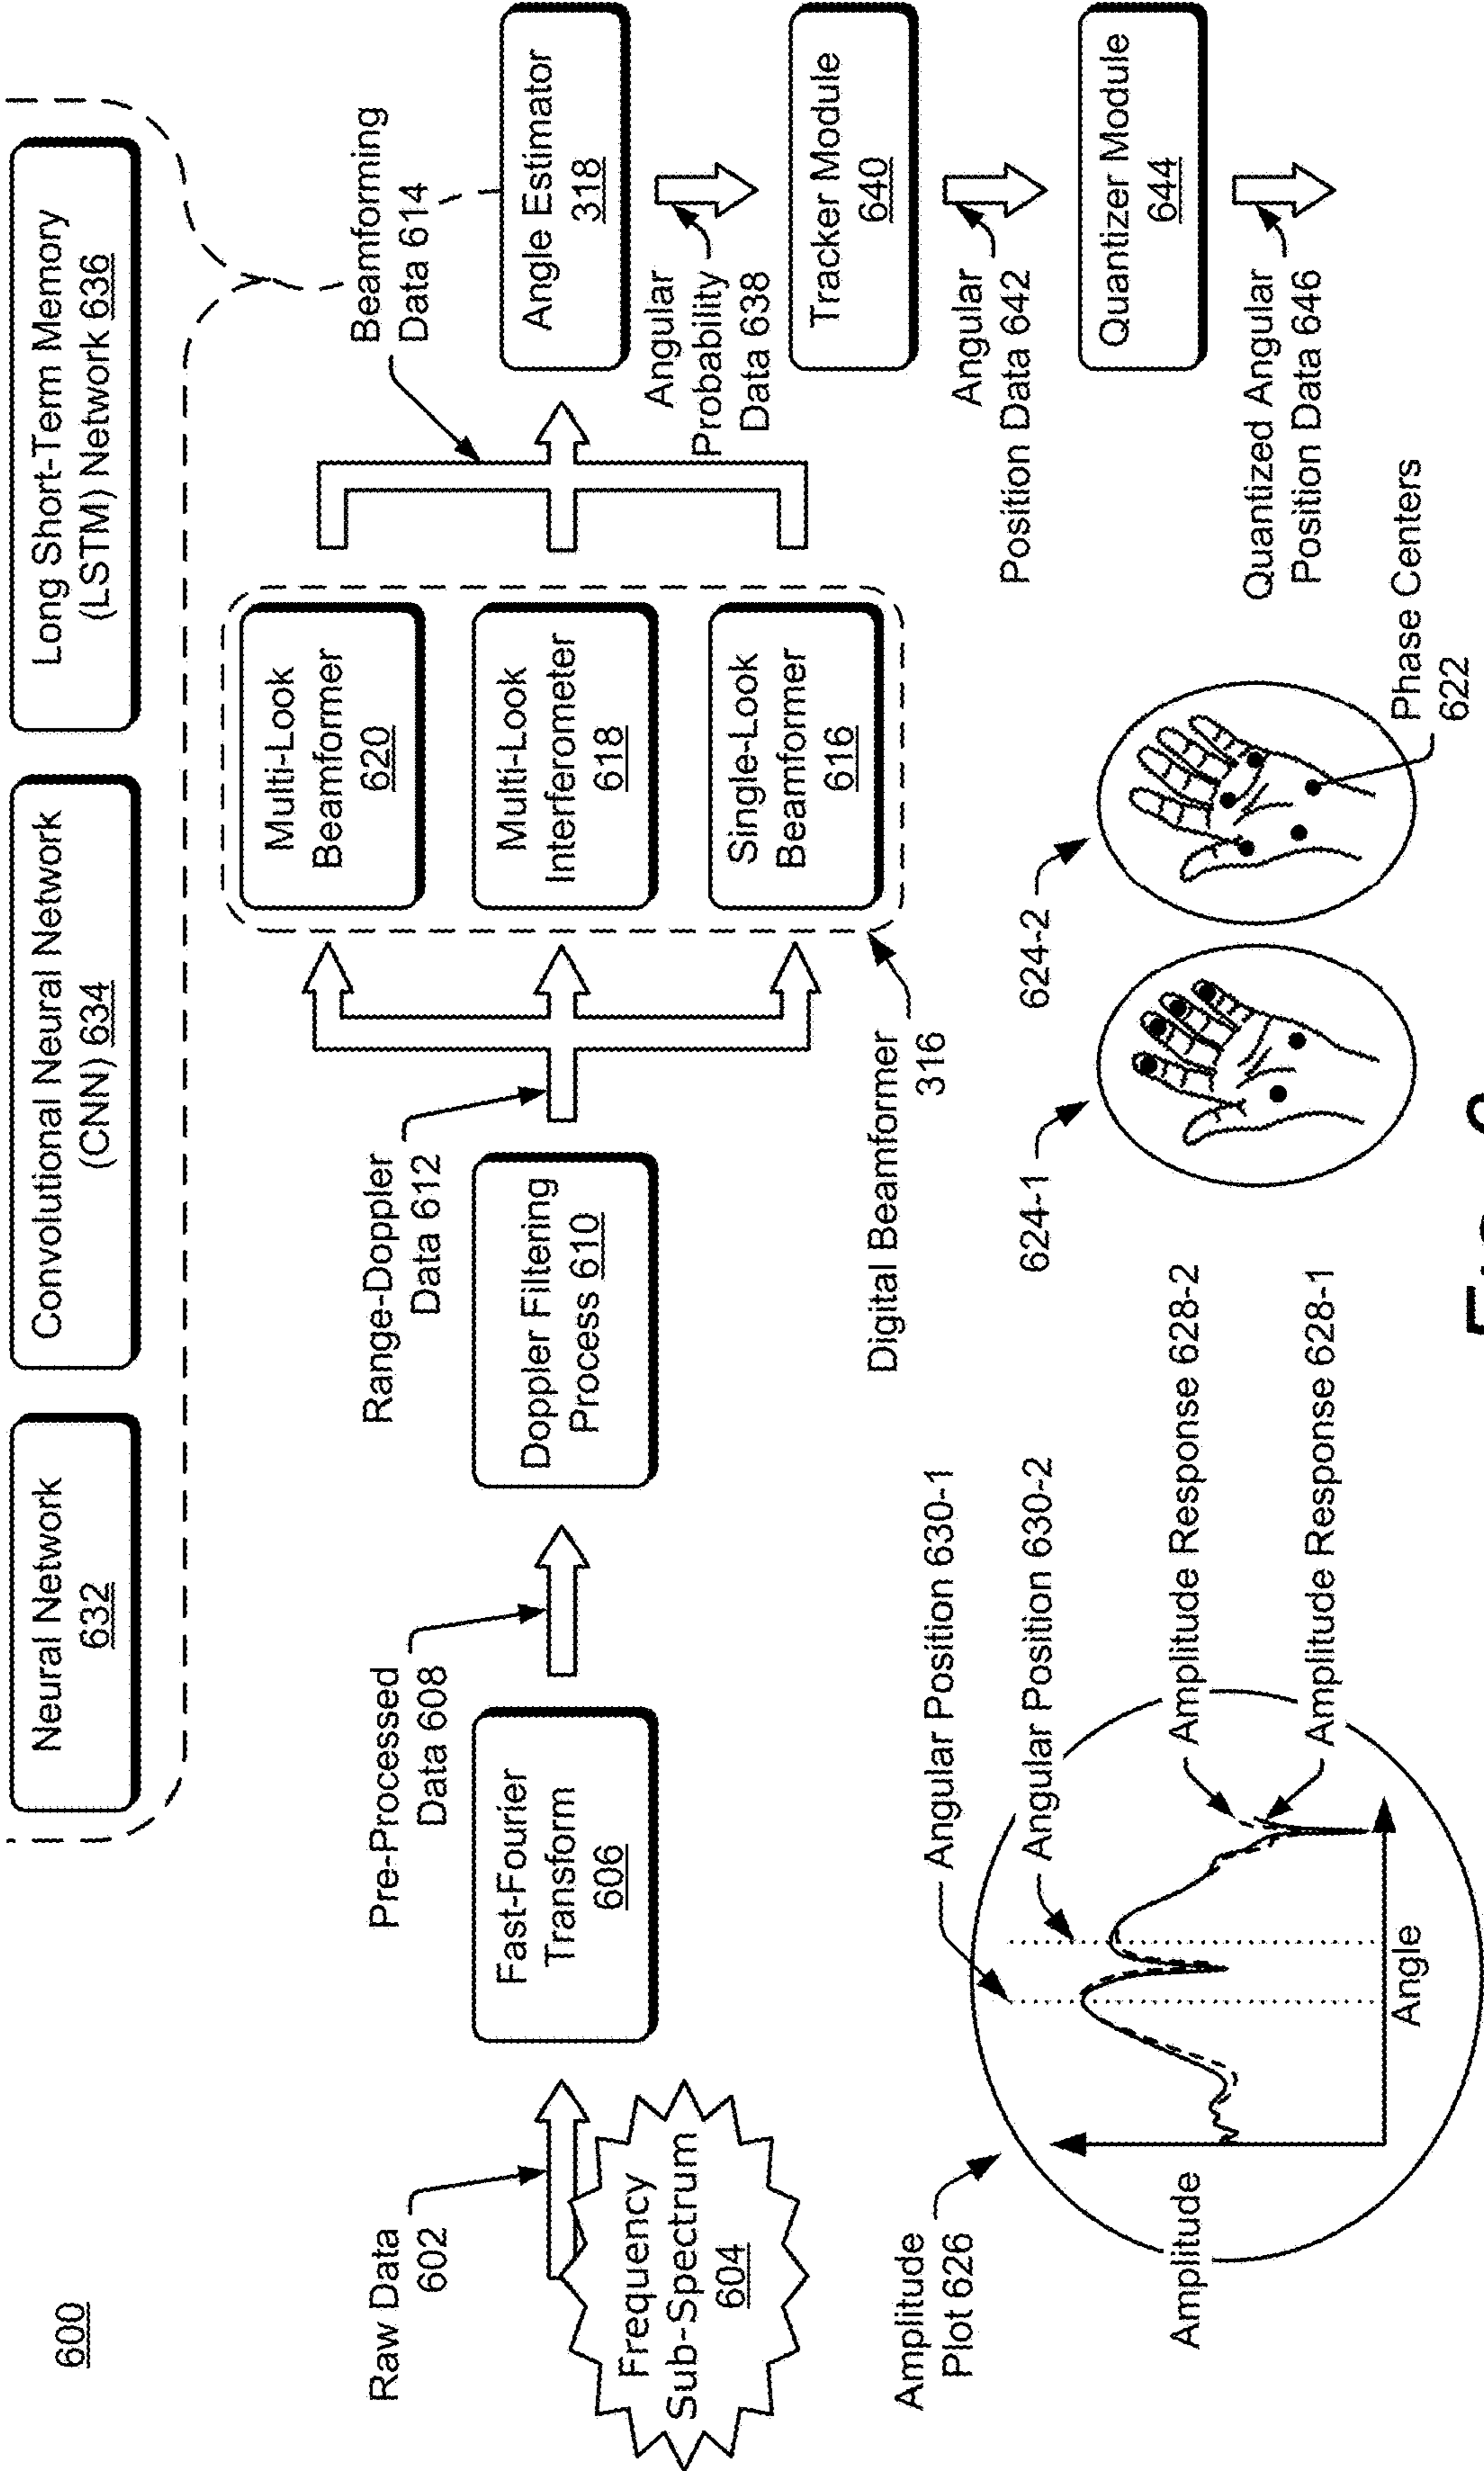 600
Neural Network
632
Convolutional Neural Network
(CNN) 634
Long Short-Term Memory
(LSTM) Network 636
Raw Data
602
Frequency
Sub-Spectrum
604
Fast-Fourier
Transform
606
Pre-Processed
Data 608
Doppler Filtering
Process 610
Range-Doppler
Data 612
Multi-Look
Beamformer
620
Multi-Look
Interferometer
618
Single-Look
Beamformer
616
Digital Beamformer
316
Beamforming
Data 614
Angle Estimator
318
Angular
Probability
Data 638
Tracker Module
640
Angular
Position Data 642
Quantizer Module
644
Quantized Angular
Position Data 646
Amplitude
Plot 626
Amplitude
Angle
Angular Position 630-1
Angular Position 630-2
Amplitude Response 628-2
Amplitude Response 628-1
624-1
624-2
Phase Centers
622